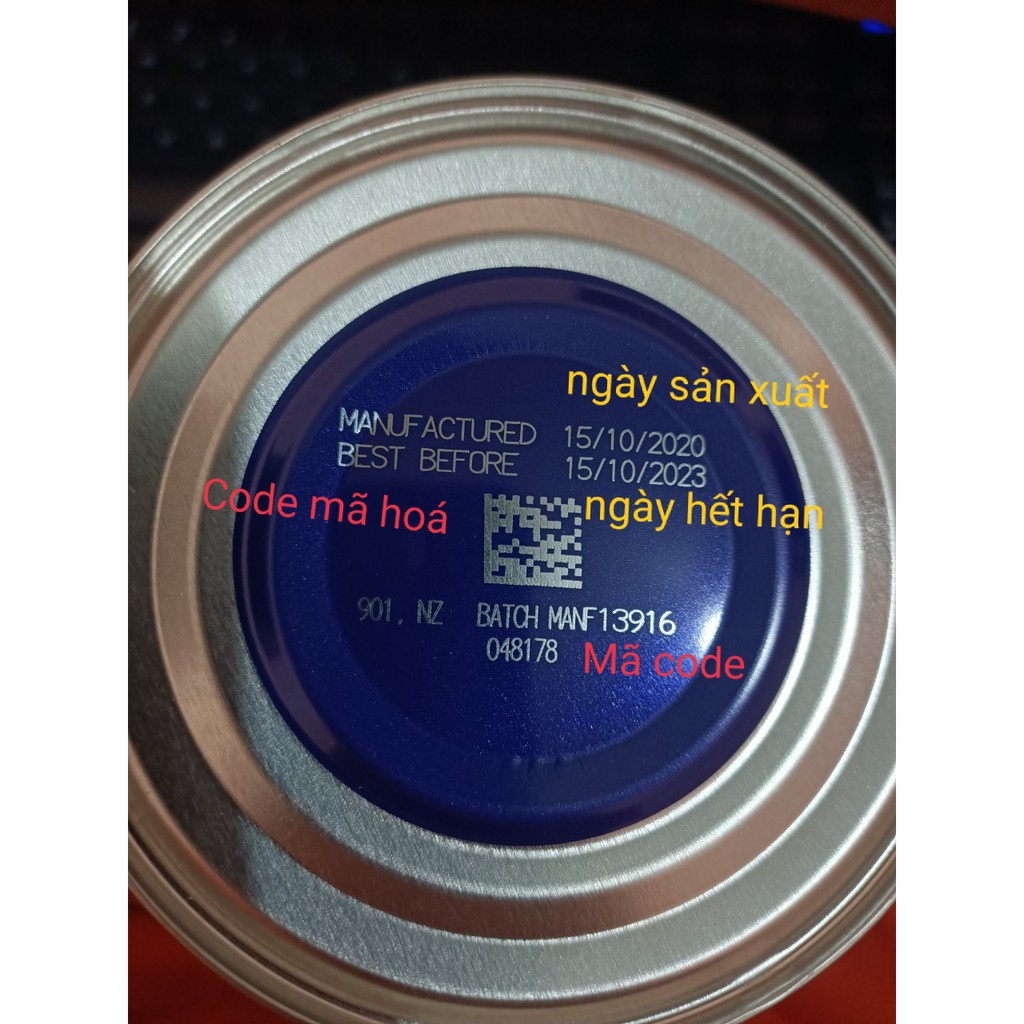 ngày sản xuất
MANUFACTURED 15/10/2020
BEST BEFORE 15/10/2023
Code mã hoá
ngày hết hạn
901, NZ BATCH MANF13916
048178
Mã code